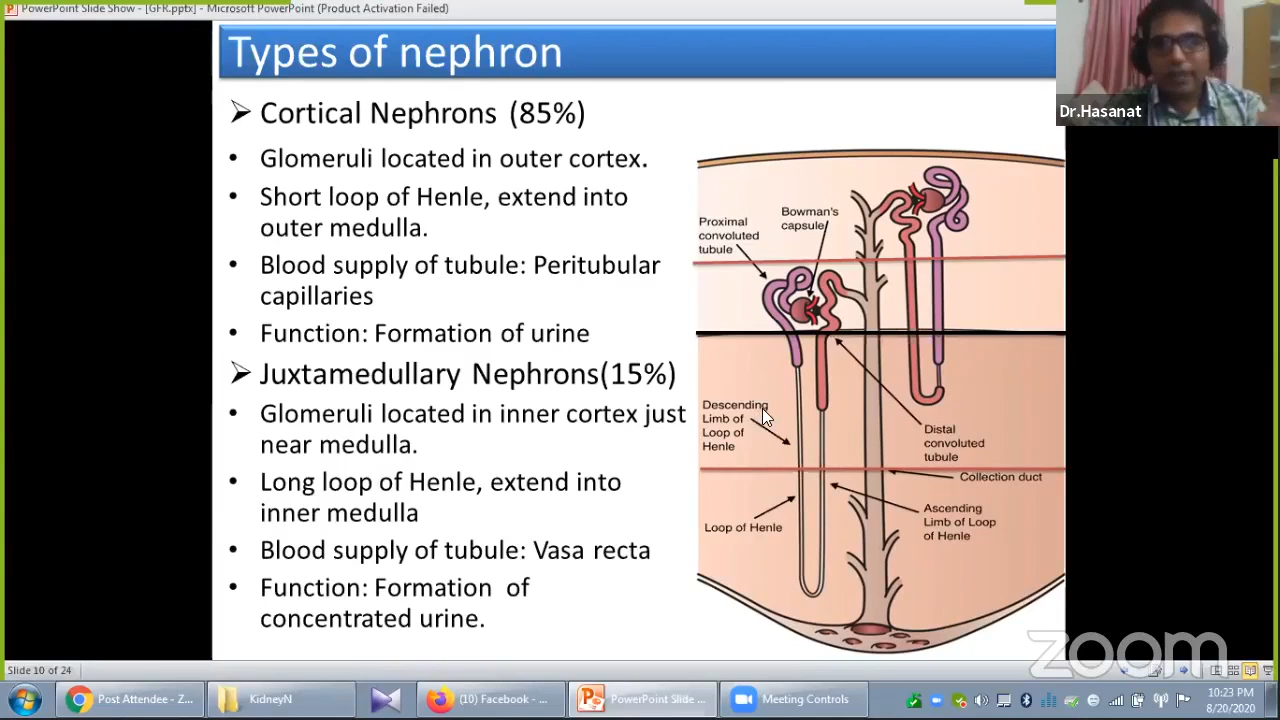 PowerPoint Slide Show - [GFR.pptx] - Microsoft PowerPoint (Product Activation Failed)
Types of nephron
Dr.Hasanat
➢ Cortical Nephrons (85%)
• Glomeruli located in outer cortex.
• Short loop of Henle, extend into
outer medulla.
• Blood supply of tubule: Peritubular
capillaries
• Function: Formation of urine
➢ Juxtamedullary Nephrons(15%)
• Glomeruli located in inner cortex just
near medulla.
• Long loop of Henle, extend into
inner medulla
• Blood supply of tubule: Vasa recta
• Function: Formation of
concentrated urine.
Proximal
convoluted
tubule
Bowman's
capsule
Descending
Limb of
Loop of
Henle
Distal
convoluted
tubule
Collection duct
Loop of Henle
Ascending
Limb of Loop
of Henle
zoom
Slide 10 of 24
Post Attendee - Z...
KidneyN
(10) Facebook - ...
PowerPoint Slide ...
Meeting Controls
10:23 PM
8/20/2020